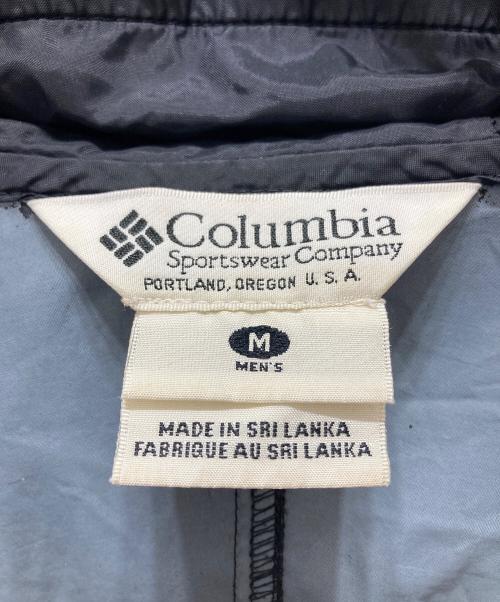 Columbia
Sportswear Company
PORTLAND, OREGON U. S. A.
M
MEN'S
MADE IN SRI LANKA
FABRIQUE AU SRI LANKA